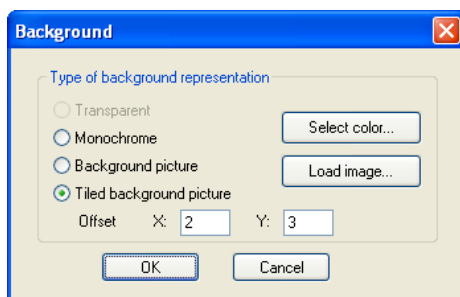 Background
Type of background representation
Transparent
Monochrome
Select color...
Background picture
Load image...
Tiled background picture
Offset X: 2 Y: 3
OK Cancel